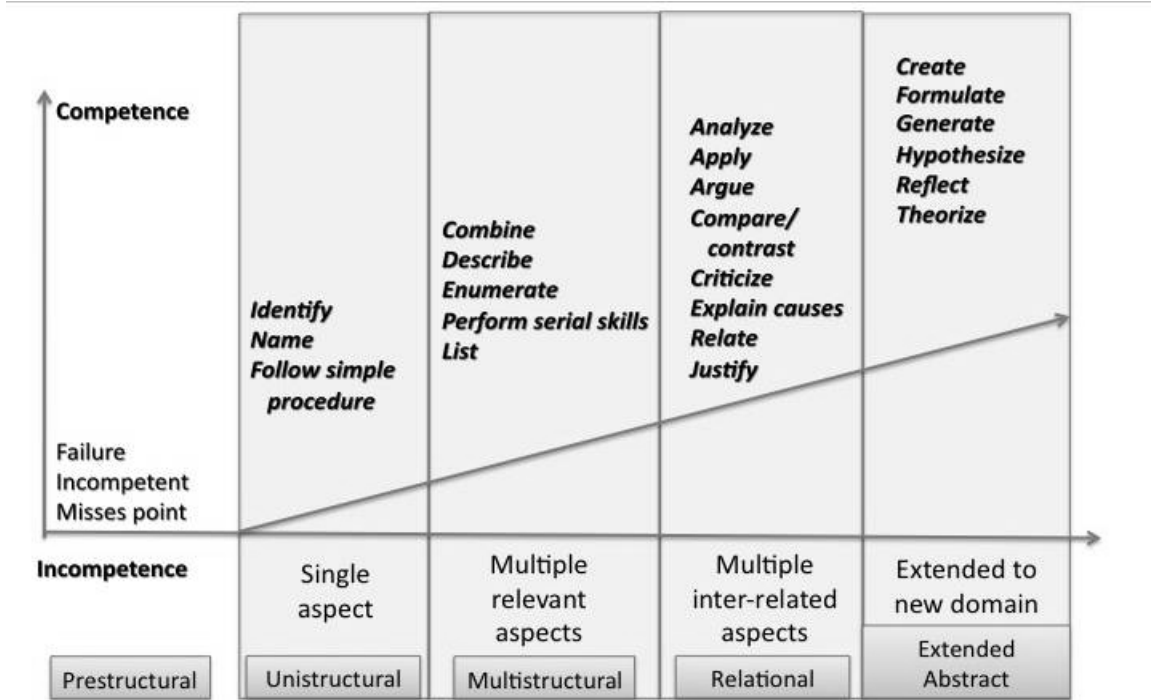 Competence
Failure
Incompetent
Misses point
Incompetence
Prestructural
Identify
Name
Follow simple
procedure
Single
aspect
Unistructural
Combine
Describe
Enumerate
Perform serial skills
List
Multiple
relevant
aspects
Multistructural
Analyze
Apply
Argue
Compare/
contrast
Criticize
Explain causes
Relate
Justify
Multiple
inter-related
aspects
Relational
Create
Formulate
Generate
Hypothesize
Reflect
Theorize
Extended to
new domain
Extended
Abstract